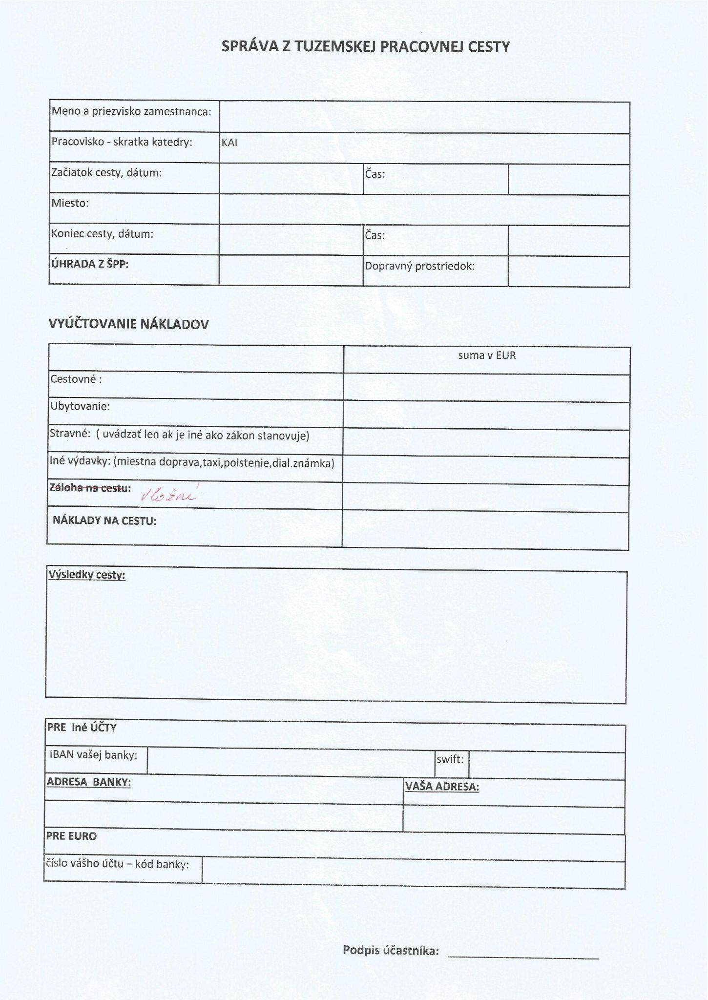 SPRÁVA Z TUZEMSKEJ PRACOVNEJ CESTY
Meno a priezvisko zamestnanca:
Pracovisko - skratka katedry: KAI
Začiatok cesty, dátum: Čas:
Miesto:
Koniec cesty, dátum: Čas:
ÚHRADA Z ŠPP: Dopravný prostriedok:
VYÚČTOVANIE NÁKLADOV
suma v EUR
Cestovné :
Ubytovanie:
Stravné: ( uvádzať len ak je iné ako zákon stanovuje)
Iné výdavky: (miestna doprava,taxi,poistenie,dial.známka)
Záloha na cestu: vložné
NÁKLADY NA CESTU:
Výsledky cesty:
PRE iné ÚČTY
IBAN vašej banky: swift:
ADRESA BANKY: VAŠA ADRESA:
PRE EURO
číslo vášho účtu – kód banky:
Podpis účastníka: